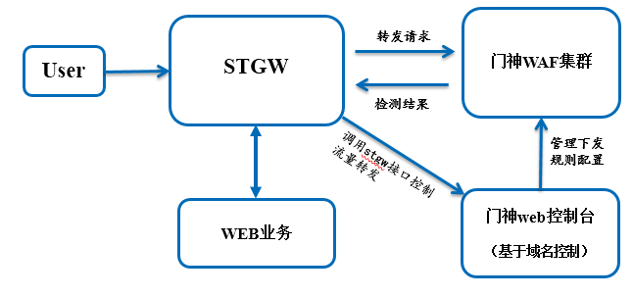 User
STGW
转发请求
检测结果
门神WAF集群
调用stgw接口控制
流量转发
管理下发
规则配置
WEB业务
门神web控制台
（基于域名控制）